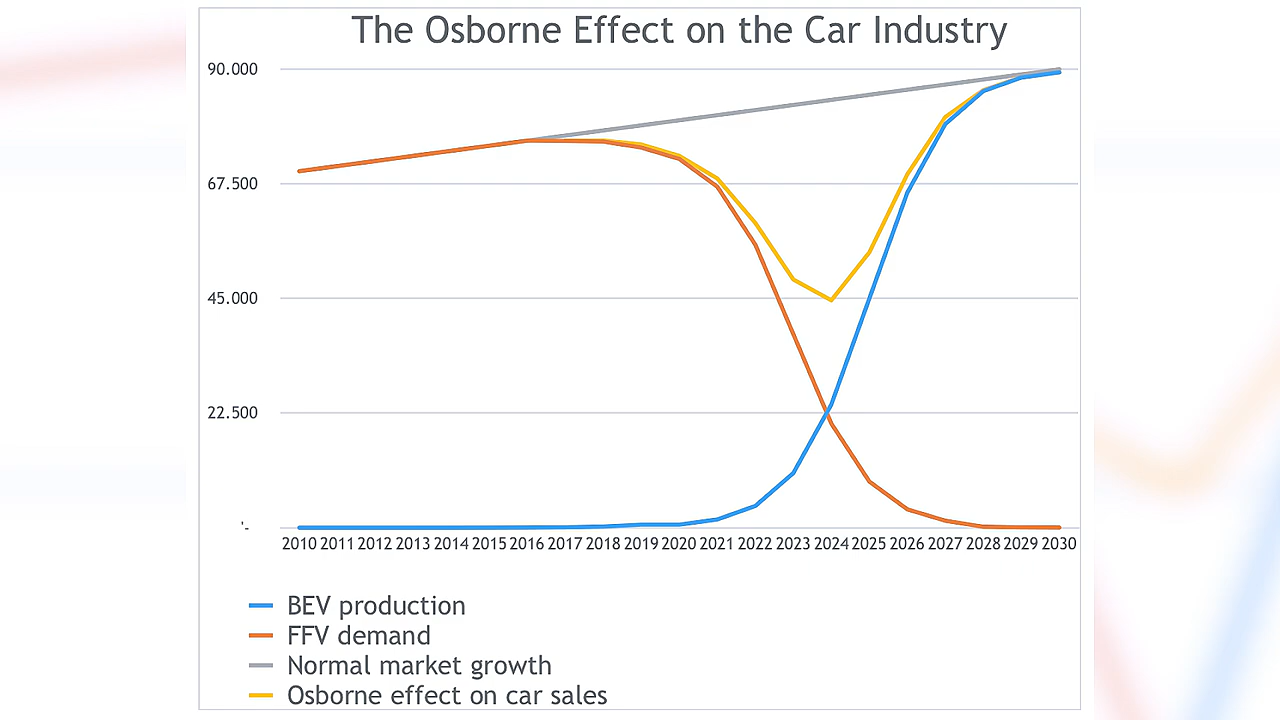 The Osborne Effect on the Car Industry
90.000
67.500
45.000
22.500
'-
2010 2011 2012 2013 2014 2015 2016 2017 2018 2019 2020 2021 2022 2023 2024 2025 2026 2027 2028 2029 2030
BEV production
FFV demand
Normal market growth
Osborne effect on car sales